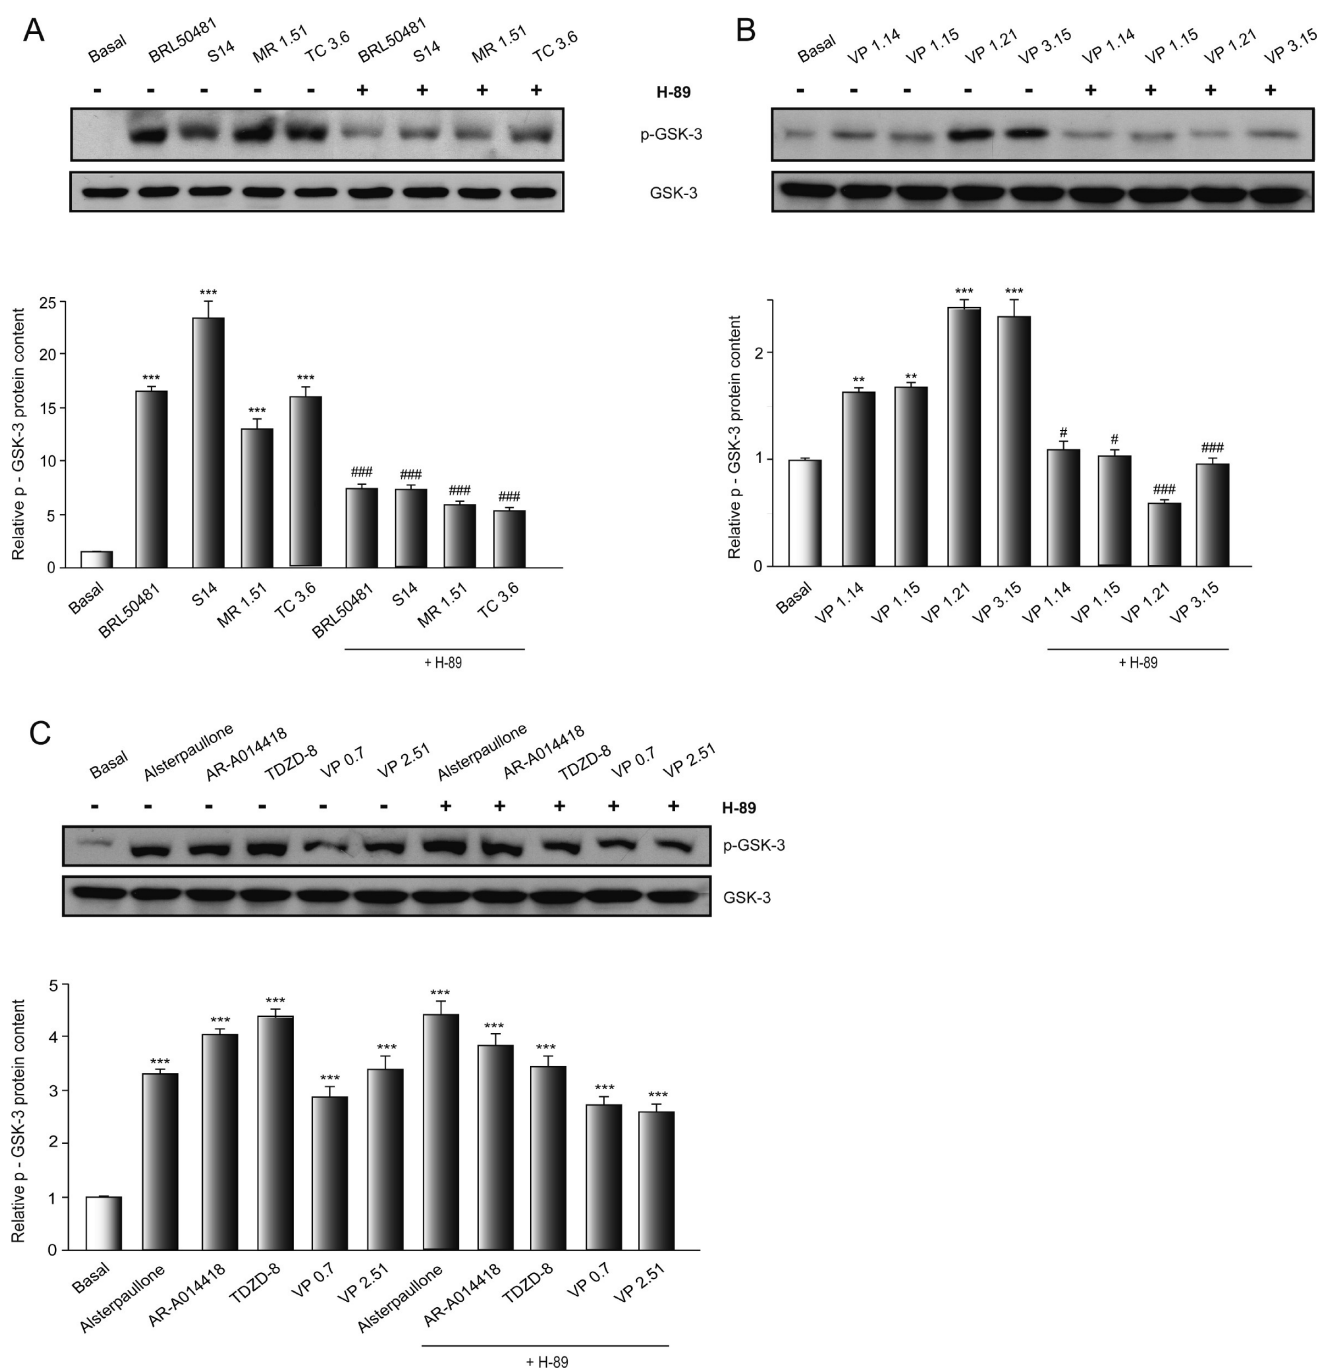 A
Basal BRL50481 S14 MR 1.51 TC 3.6 BRL50481 S14 MR 1.51 TC 3.6
- - - - - + + + + H-89
p-GSK-3
GSK-3
Relative p - GSK-3 protein content
25
20
15
10
5
0
*** *** *** *** ### ### ### ###
Basal BRL50481 S14 MR 1.51 TC 3.6 BRL50481 S14 MR 1.51 TC 3.6
+ H-89
B
Basal VP 1.14 VP 1.15 VP 1.21 VP 3.15 VP 1.14 VP 1.15 VP 1.21 VP 3.15
- - - - - + + + +
Relative p - GSK-3 protein content
2
1
0
** ** *** *** # # ### ###
Basal VP 1.14 VP 1.15 VP 1.21 VP 3.15 VP 1.14 VP 1.15 VP 1.21 VP 3.15
+ H-89
C
Basal Alsterpaullone AR-A014418 TDZD-8 VP 0.7 VP 2.51 Alsterpaullone AR-A014418 TDZD-8 VP 0.7 VP 2.51
- - - - - - + + + + + H-89
p-GSK-3
GSK-3
Relative p - GSK-3 protein content
5
4
3
2
1
0
*** *** *** *** *** *** *** *** *** ***
Basal Alsterpaullone AR-A014418 TDZD-8 VP 0.7 VP 2.51 Alsterpaullone AR-A014418 TDZD-8 VP 0.7 VP 2.51
+ H-89